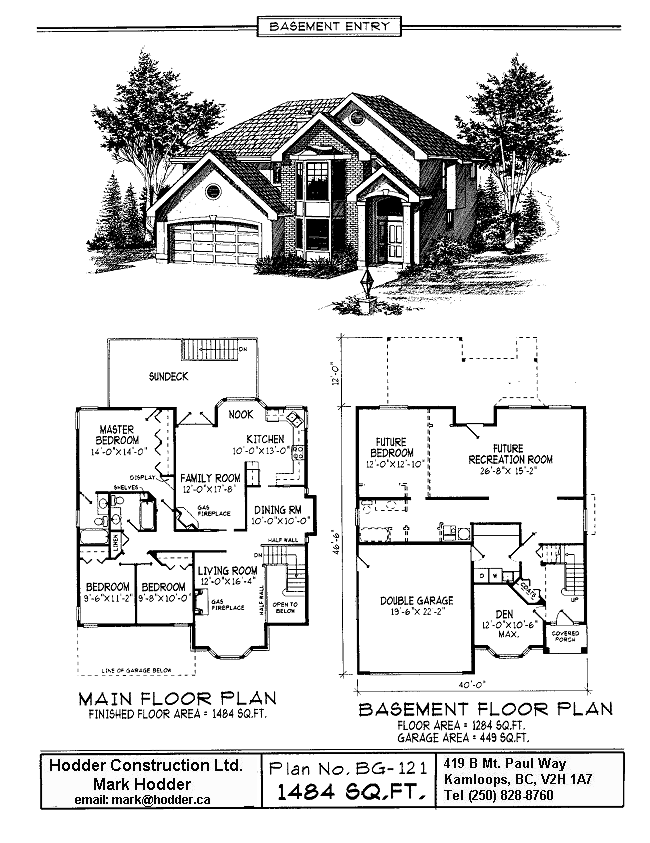 BASEMENT ENTRY
DN
SUNDECK
NOOK
MASTER
BEDROOM
14'-0"X14'-0"
KITCHEN
10'-0"X13'-0"
FAMILY ROOM
12'-0"X17'-8"
DISPLAY
SHELVES
GAS
FIREPLACE
DINING RM
10'-0"X10'-0"
LINEN
HALF WALL
DN
BEDROOM
9'-6"X11'-2"
BEDROOM
9'-8"X10'-0"
LIVING ROOM
12'-0"X16'-4"
GAS
FIREPLACE
HALF WALL
OPEN TO
BELOW
LINE OF GARAGE BELOW
MAIN FLOOR PLAN
FINISHED FLOOR AREA = 1484 SQ.FT.
12'-0"
46'-6"
FUTURE
BEDROOM
12'-0"X12'-10"
FUTURE
RECREATION ROOM
26'-8"X 15'-2"
DOUBLE GARAGE
19'-6"X 22'-2"
COATS
UP
DEN
12'-0"X10'-6"
MAX.
COVERED
PORCH
40'-0"
BASEMENT FLOOR PLAN
FLOOR AREA = 1284 SQ.FT.
GARAGE AREA = 449 SQ.FT.
Hodder Construction Ltd.
Mark Hodder
email: mark@hodder.ca
Plan No. BG-121
1484 SQ.FT.
419 B Mt. Paul Way
Kamloops, BC, V2H 1A7
Tel (250) 828-8760